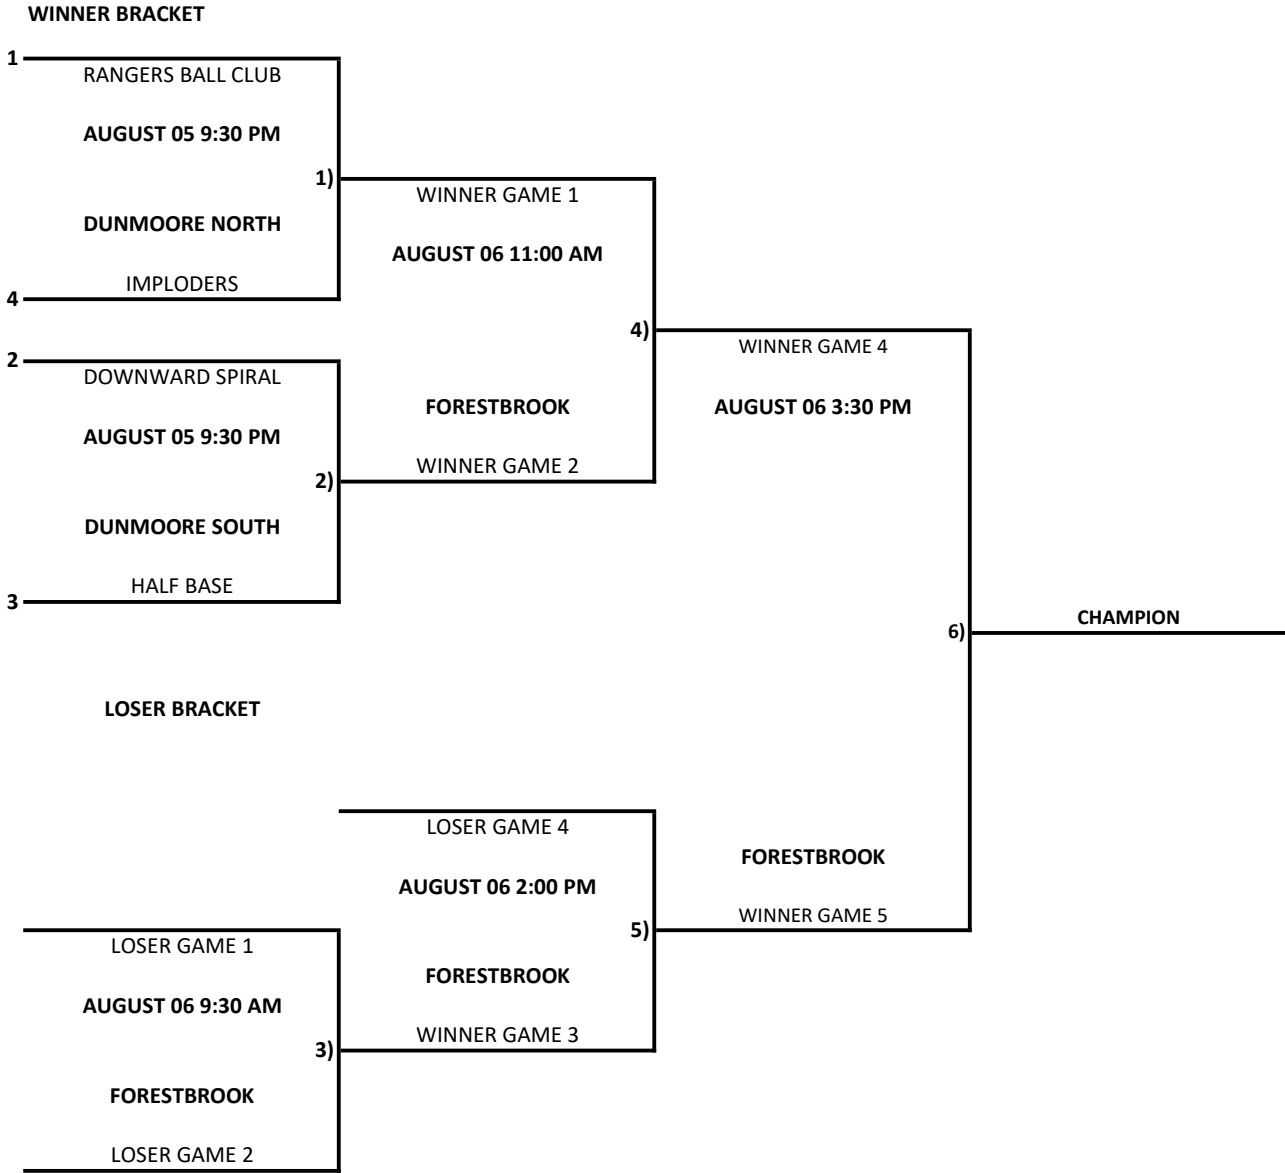 WINNER BRACKET
1
RANGERS BALL CLUB
AUGUST 05 9:30 PM
1)
WINNER GAME 1
DUNMOORE NORTH
AUGUST 06 11:00 AM
IMPLODERS
4
4)
WINNER GAME 4
2
DOWNWARD SPIRAL
FORESTBROOK
AUGUST 06 3:30 PM
AUGUST 05 9:30 PM
WINNER GAME 2
2)
DUNMOORE SOUTH
HALF BASE
3
CHAMPION
6)
LOSER BRACKET
LOSER GAME 4
FORESTBROOK
AUGUST 06 2:00 PM
WINNER GAME 5
5)
LOSER GAME 1
FORESTBROOK
AUGUST 06 9:30 AM
WINNER GAME 3
3)
FORESTBROOK
LOSER GAME 2